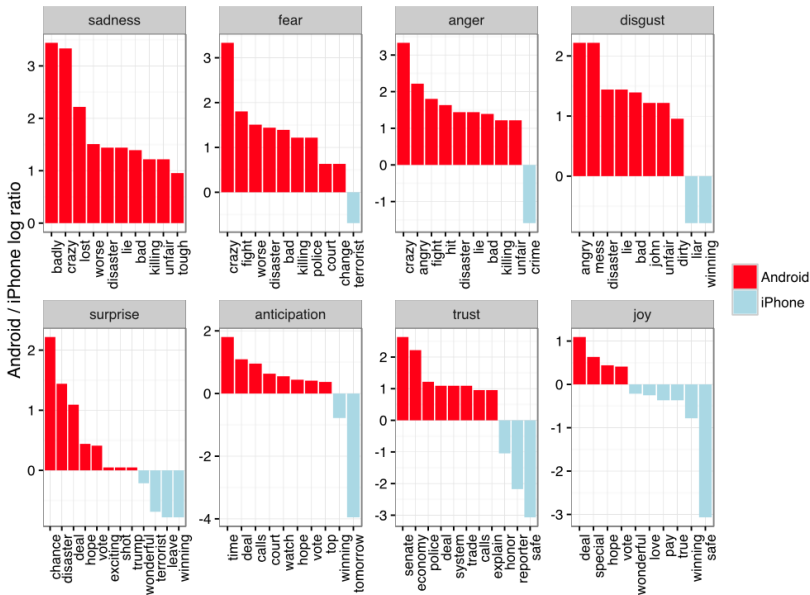 sadness
fear
anger
disgust
Android / iPhone log ratio
3
2
1
0
3
2
1
0
3
2
1
0
-1
2
1
0
badly
crazy
lost
worse
disaster
lie
bad
killing
unfair
tough
crazy
fight
worse
disaster
bad
killing
police
court
change
terrorist
crazy
angry
fight
hit
disaster
lie
bad
killing
unfair
crime
angry
mess
disaster
lie
bad
john
unfair
dirty
liar
winning
Android
iPhone
surprise
anticipation
trust
joy
2
1
0
2
0
-2
-4
2
1
0
-1
-2
-3
1
0
-1
-2
-3
chance
disaster
deal
hope
vote
exciting
shot
trump
wonderful
terrorist
leave
winning
time
deal
calls
court
watch
hope
vote
top
winning
tomorrow
senate
economy
police
deal
system
trade
calls
explain
honor
reporter
safe
deal
special
hope
vote
wonderful
love
pay
true
winning
safe